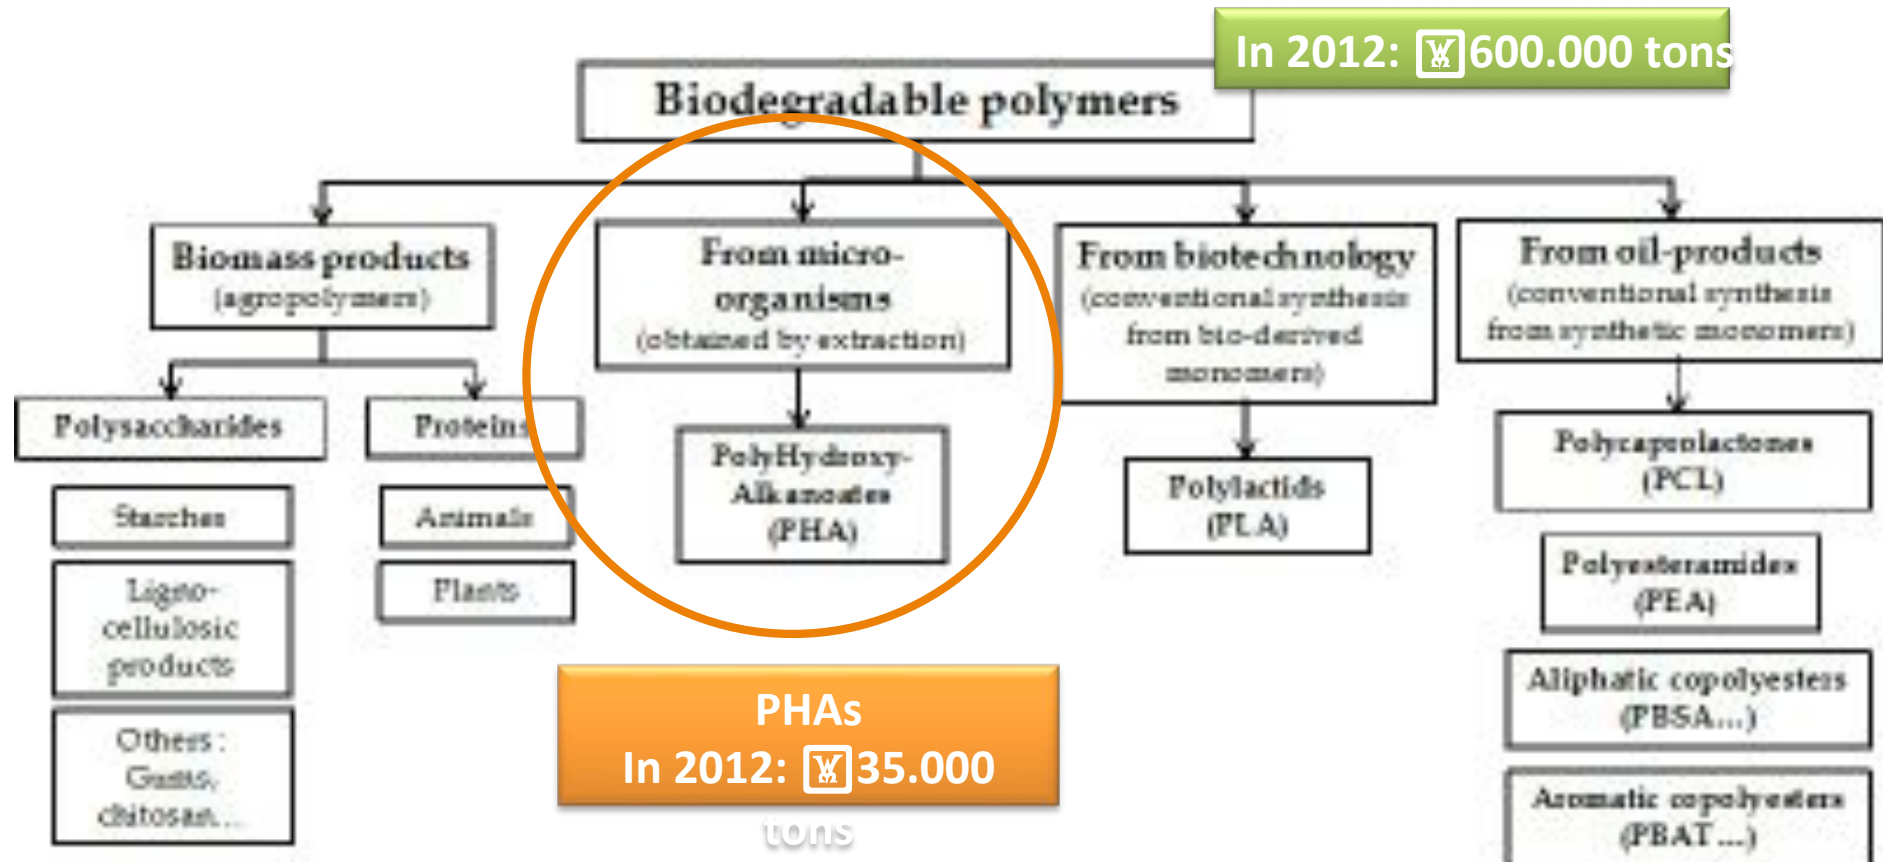 In 2012: 600.000 tons
Biodegradable polymers
Biomass products
(agropolymers)
From micro-
organisms
(obtained by extraction)
From biotechnology
(conventional synthesis
from bio-derived
monomers)
From oil-products
(conventional synthesis
from synthetic monomers)
Polysaccharides
Proteins
PolyHydroxy-
Alkanoates
(PHA)
Polylactids
(PLA)
Polycaprolactones
(PCL)
Starches
Animals
Ligno-
cellulosic
products
Plants
Polyesteramides
(PEA)
Aliphatic copolyesters
(PBSA...)
Others :
Gums,
chitosan...
Aromatic copolyesters
(PBAT...)
PHAs
In 2012: 35.000
tons